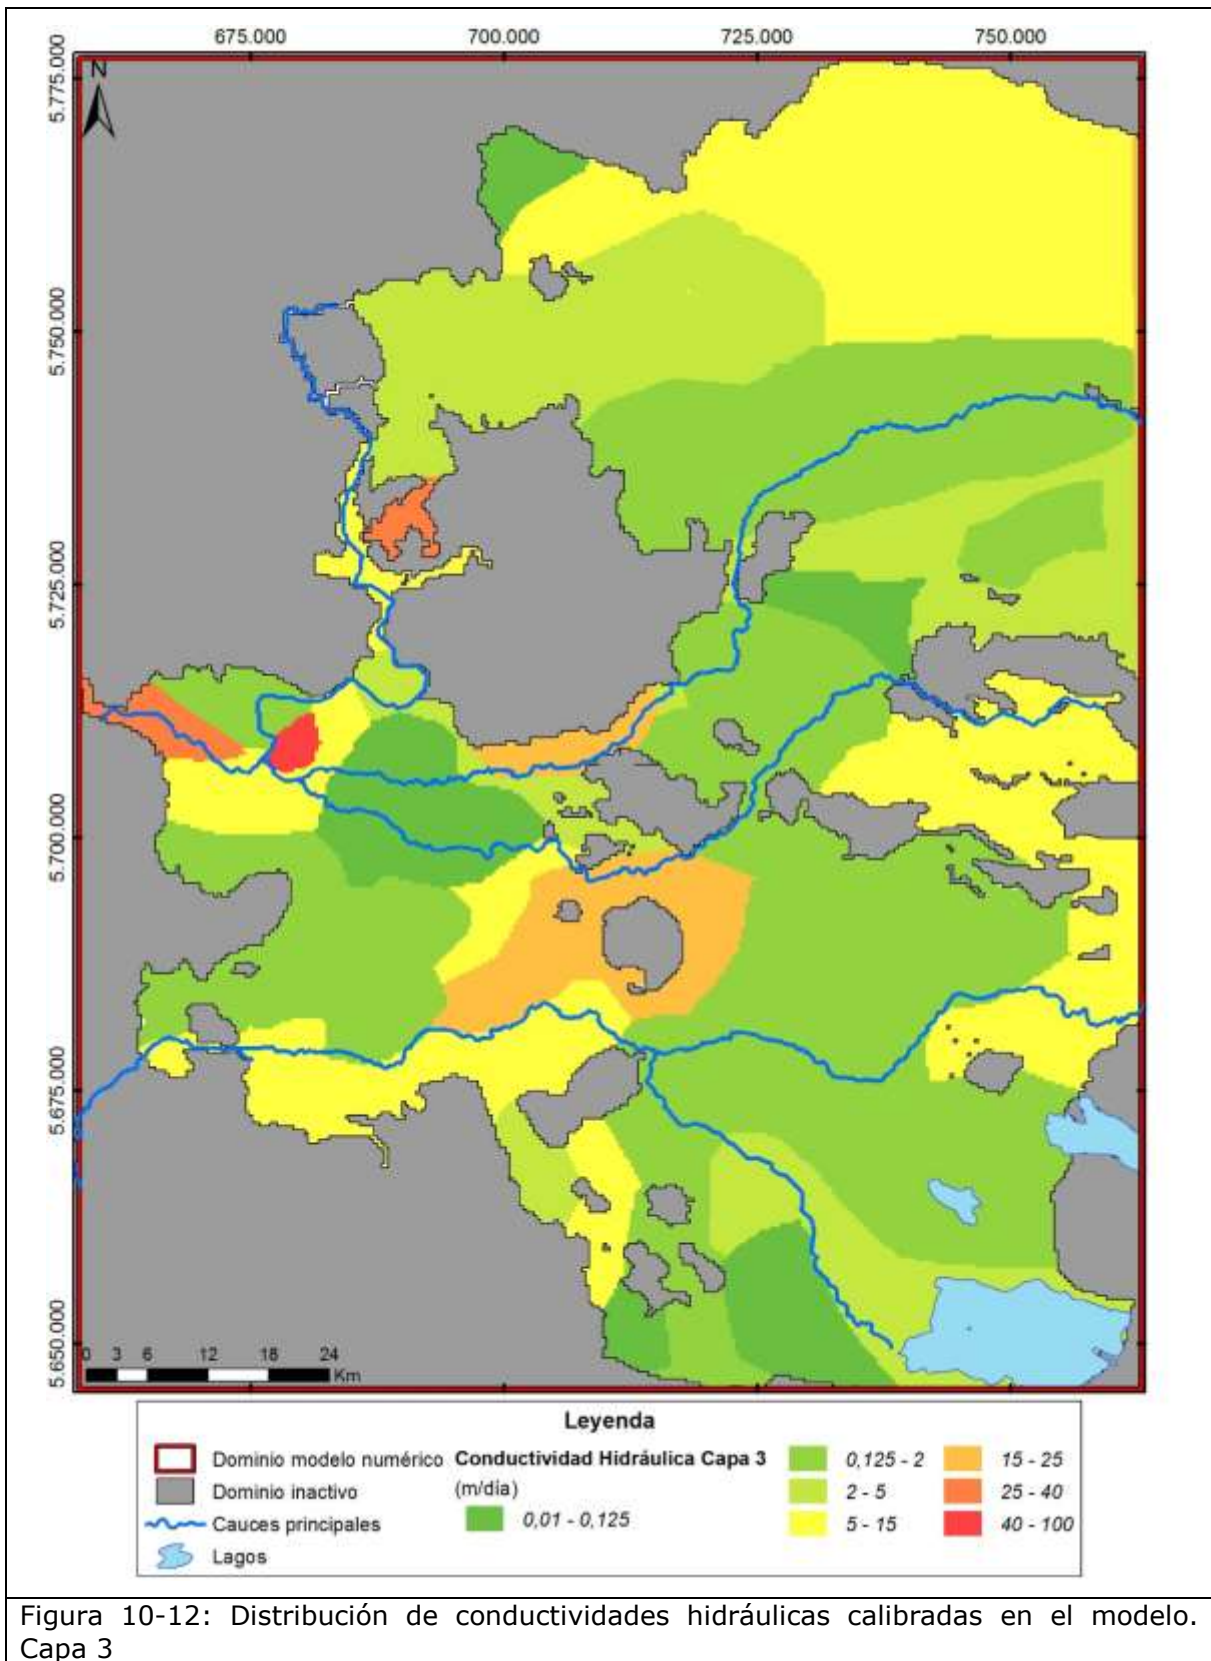 675.000 700.000 725.000 750.000
5.775.000
N
5.750.000
5.725.000
5.700.000
5.675.000
5.650.000
0 3 6 12 18 24
Km
Leyenda
Dominio modelo numérico
Dominio inactivo
Cauces principales
Lagos
Conductividad Hidráulica Capa 3
(m/día)
0,01 - 0,125
0,125 - 2
2 - 5
5 - 15
15 - 25
25 - 40
40 - 100
Figura 10-12: Distribución de conductividades hidráulicas calibradas en el modelo.
Capa 3